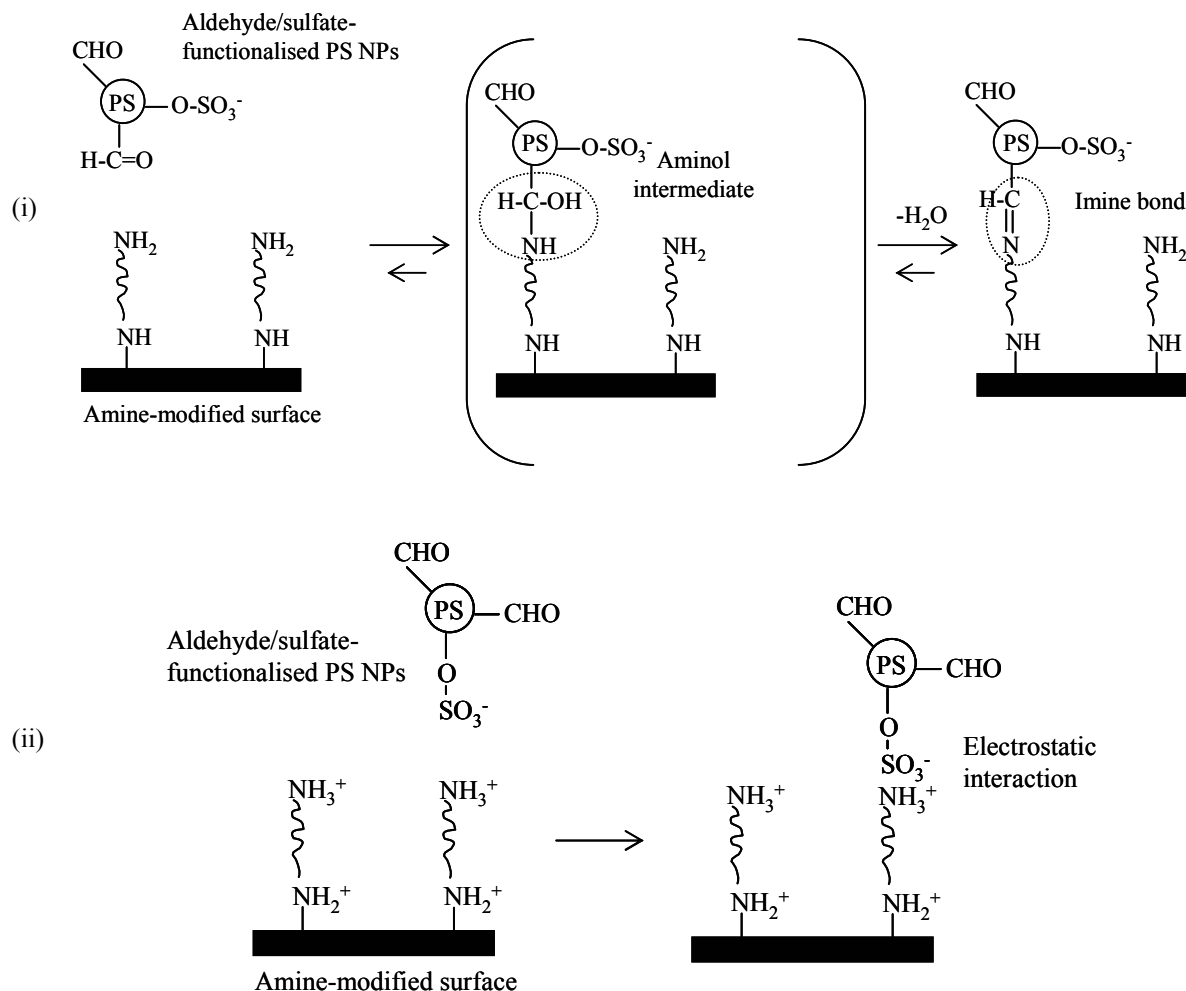 Aldehyde/sulfate-
functionalised PS NPs
CHO
PS
O-SO₃⁻
H-C=O
(i)
NH₂
NH₂
NH
NH
Amine-modified surface
CHO
PS
O-SO₃⁻
Aminol
intermediate
H-C-OH
NH
NH₂
NH
NH
-H₂O
CHO
PS
O-SO₃⁻
H-C
Imine bond
N
NH₂
NH
NH
(ii)
CHO
PS
CHO
Aldehyde/sulfate-
functionalised PS NPs
O
SO₃⁻
NH₃⁺
NH₃⁺
NH₂⁺
NH₂⁺
Amine-modified surface
CHO
PS
CHO
O
SO₃⁻
Electrostatic
interaction
NH₃⁺
NH₃⁺
NH₂⁺
NH₂⁺